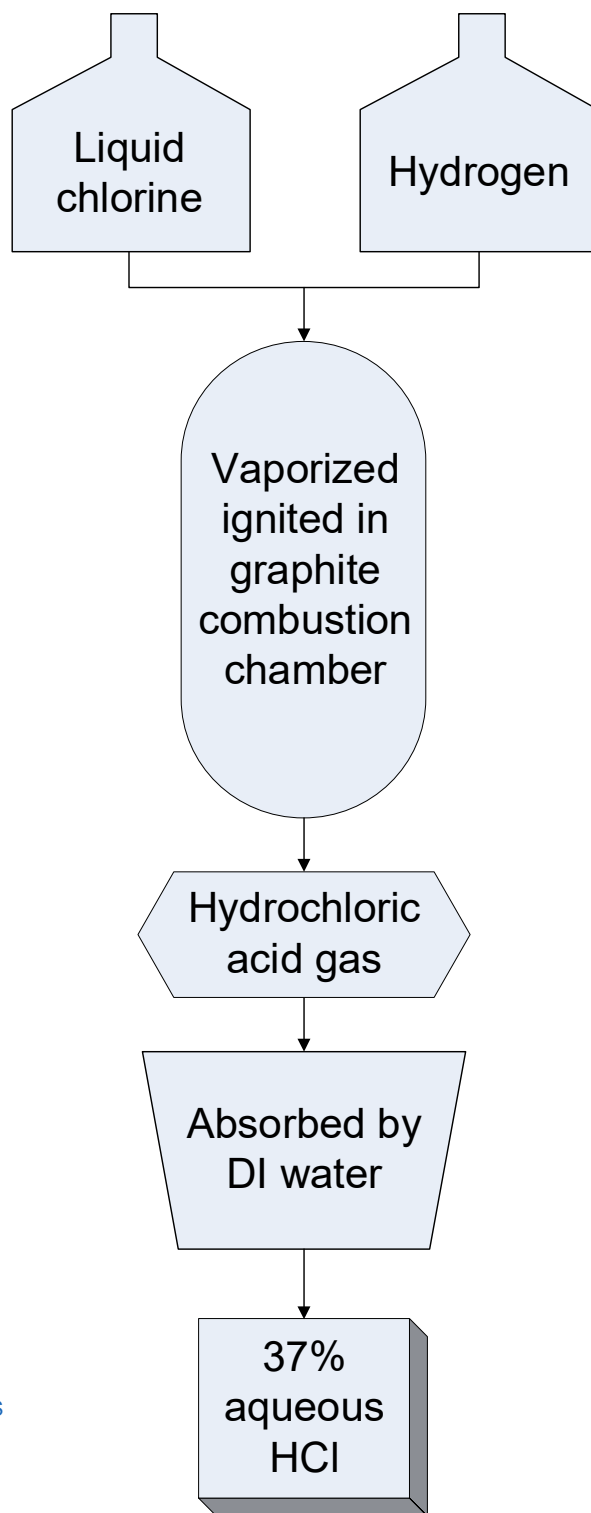 Liquid
chlorine
Hydrogen
Vaporized
ignited in
graphite
combustion
chamber
Hydrochloric
acid gas
Absorbed by
DI water
37%
aqueous
HCl
s